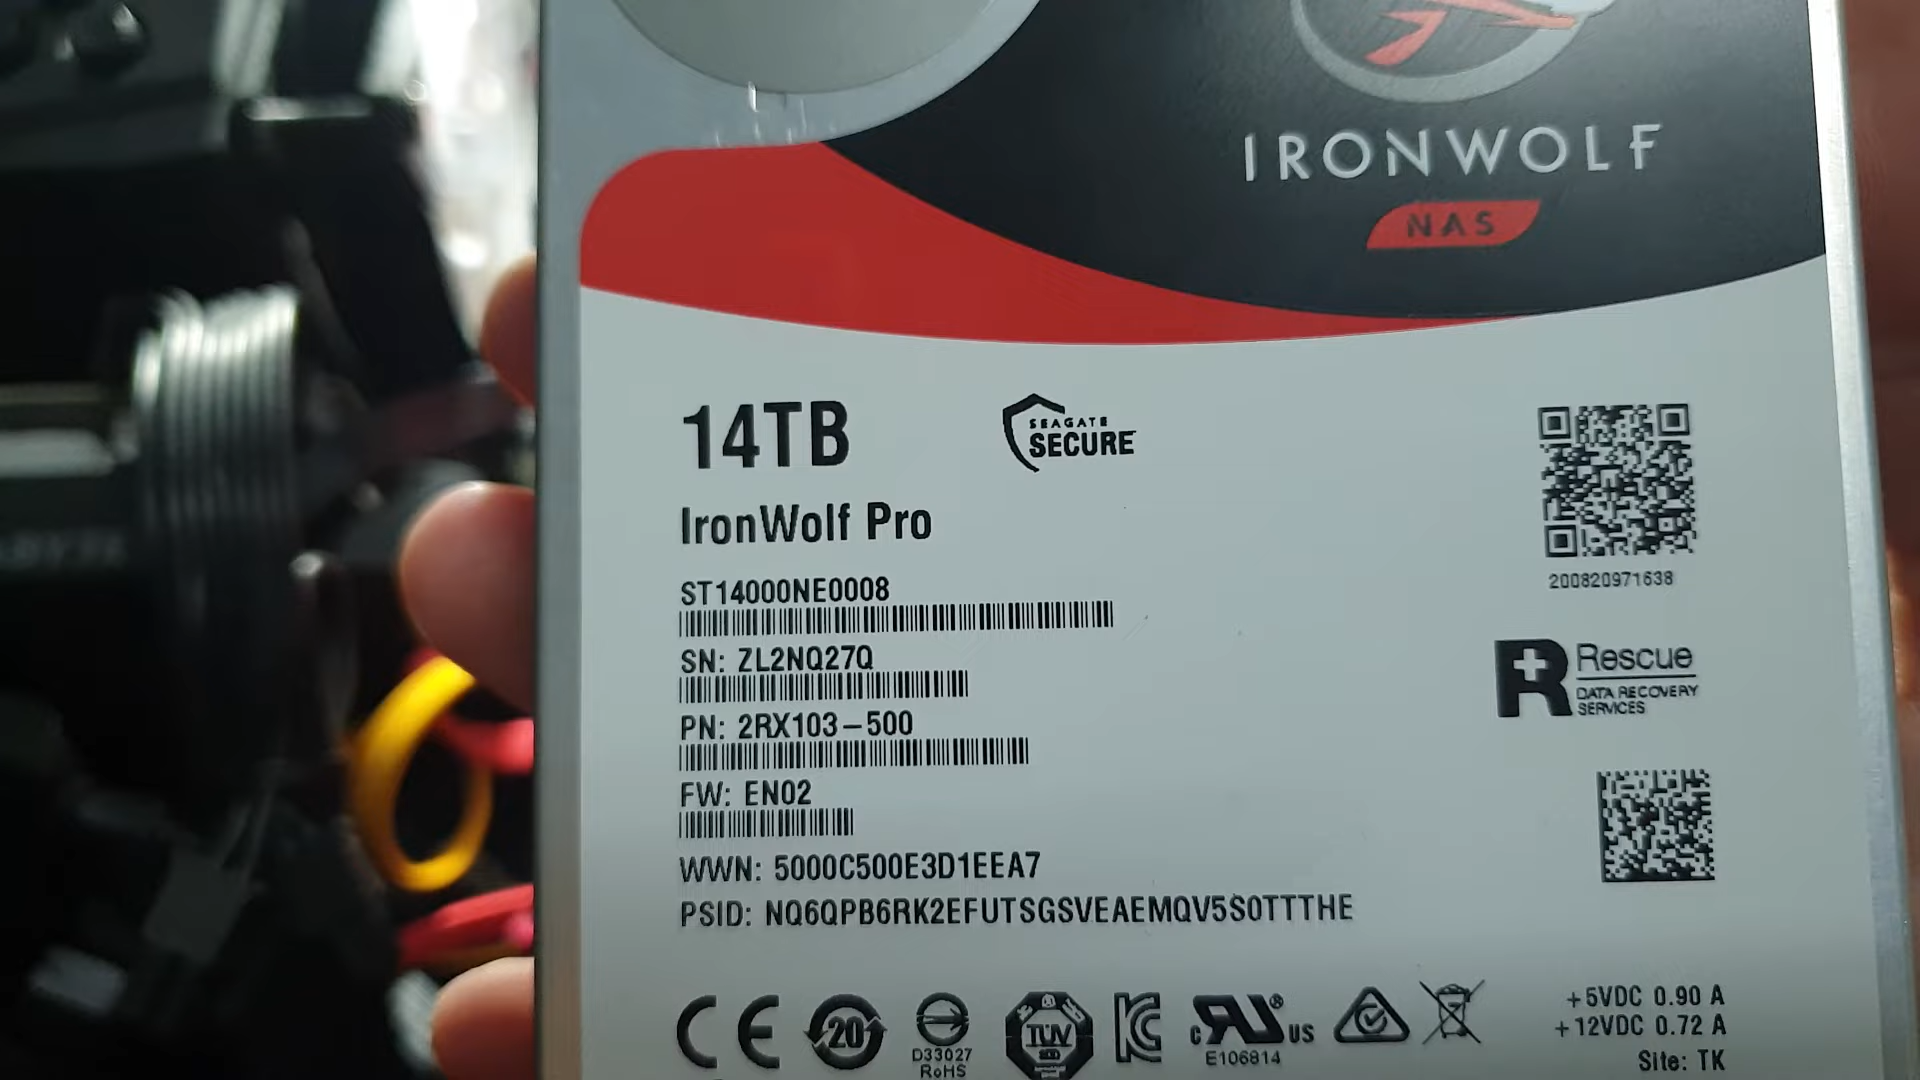 IRONWOLF
NAS
14TB
SEAGATE
SECURE
IronWolf Pro
ST14000NE0008
200820971638
SN: ZL2NQ27Q
Rescue
DATA RECOVERY
SERVICES
PN: 2RX103-500
FW: EN02
WWN: 5000C500E3D1EEA7
PSID: NQ6QPB6RK2EFUTSGSVEAEMQV5S0TTTHE
+5VDC 0.90 A
+12VDC 0.72 A
Site: TK
CE
20
D33027
RoHS
TÜV
c RU US
E106814